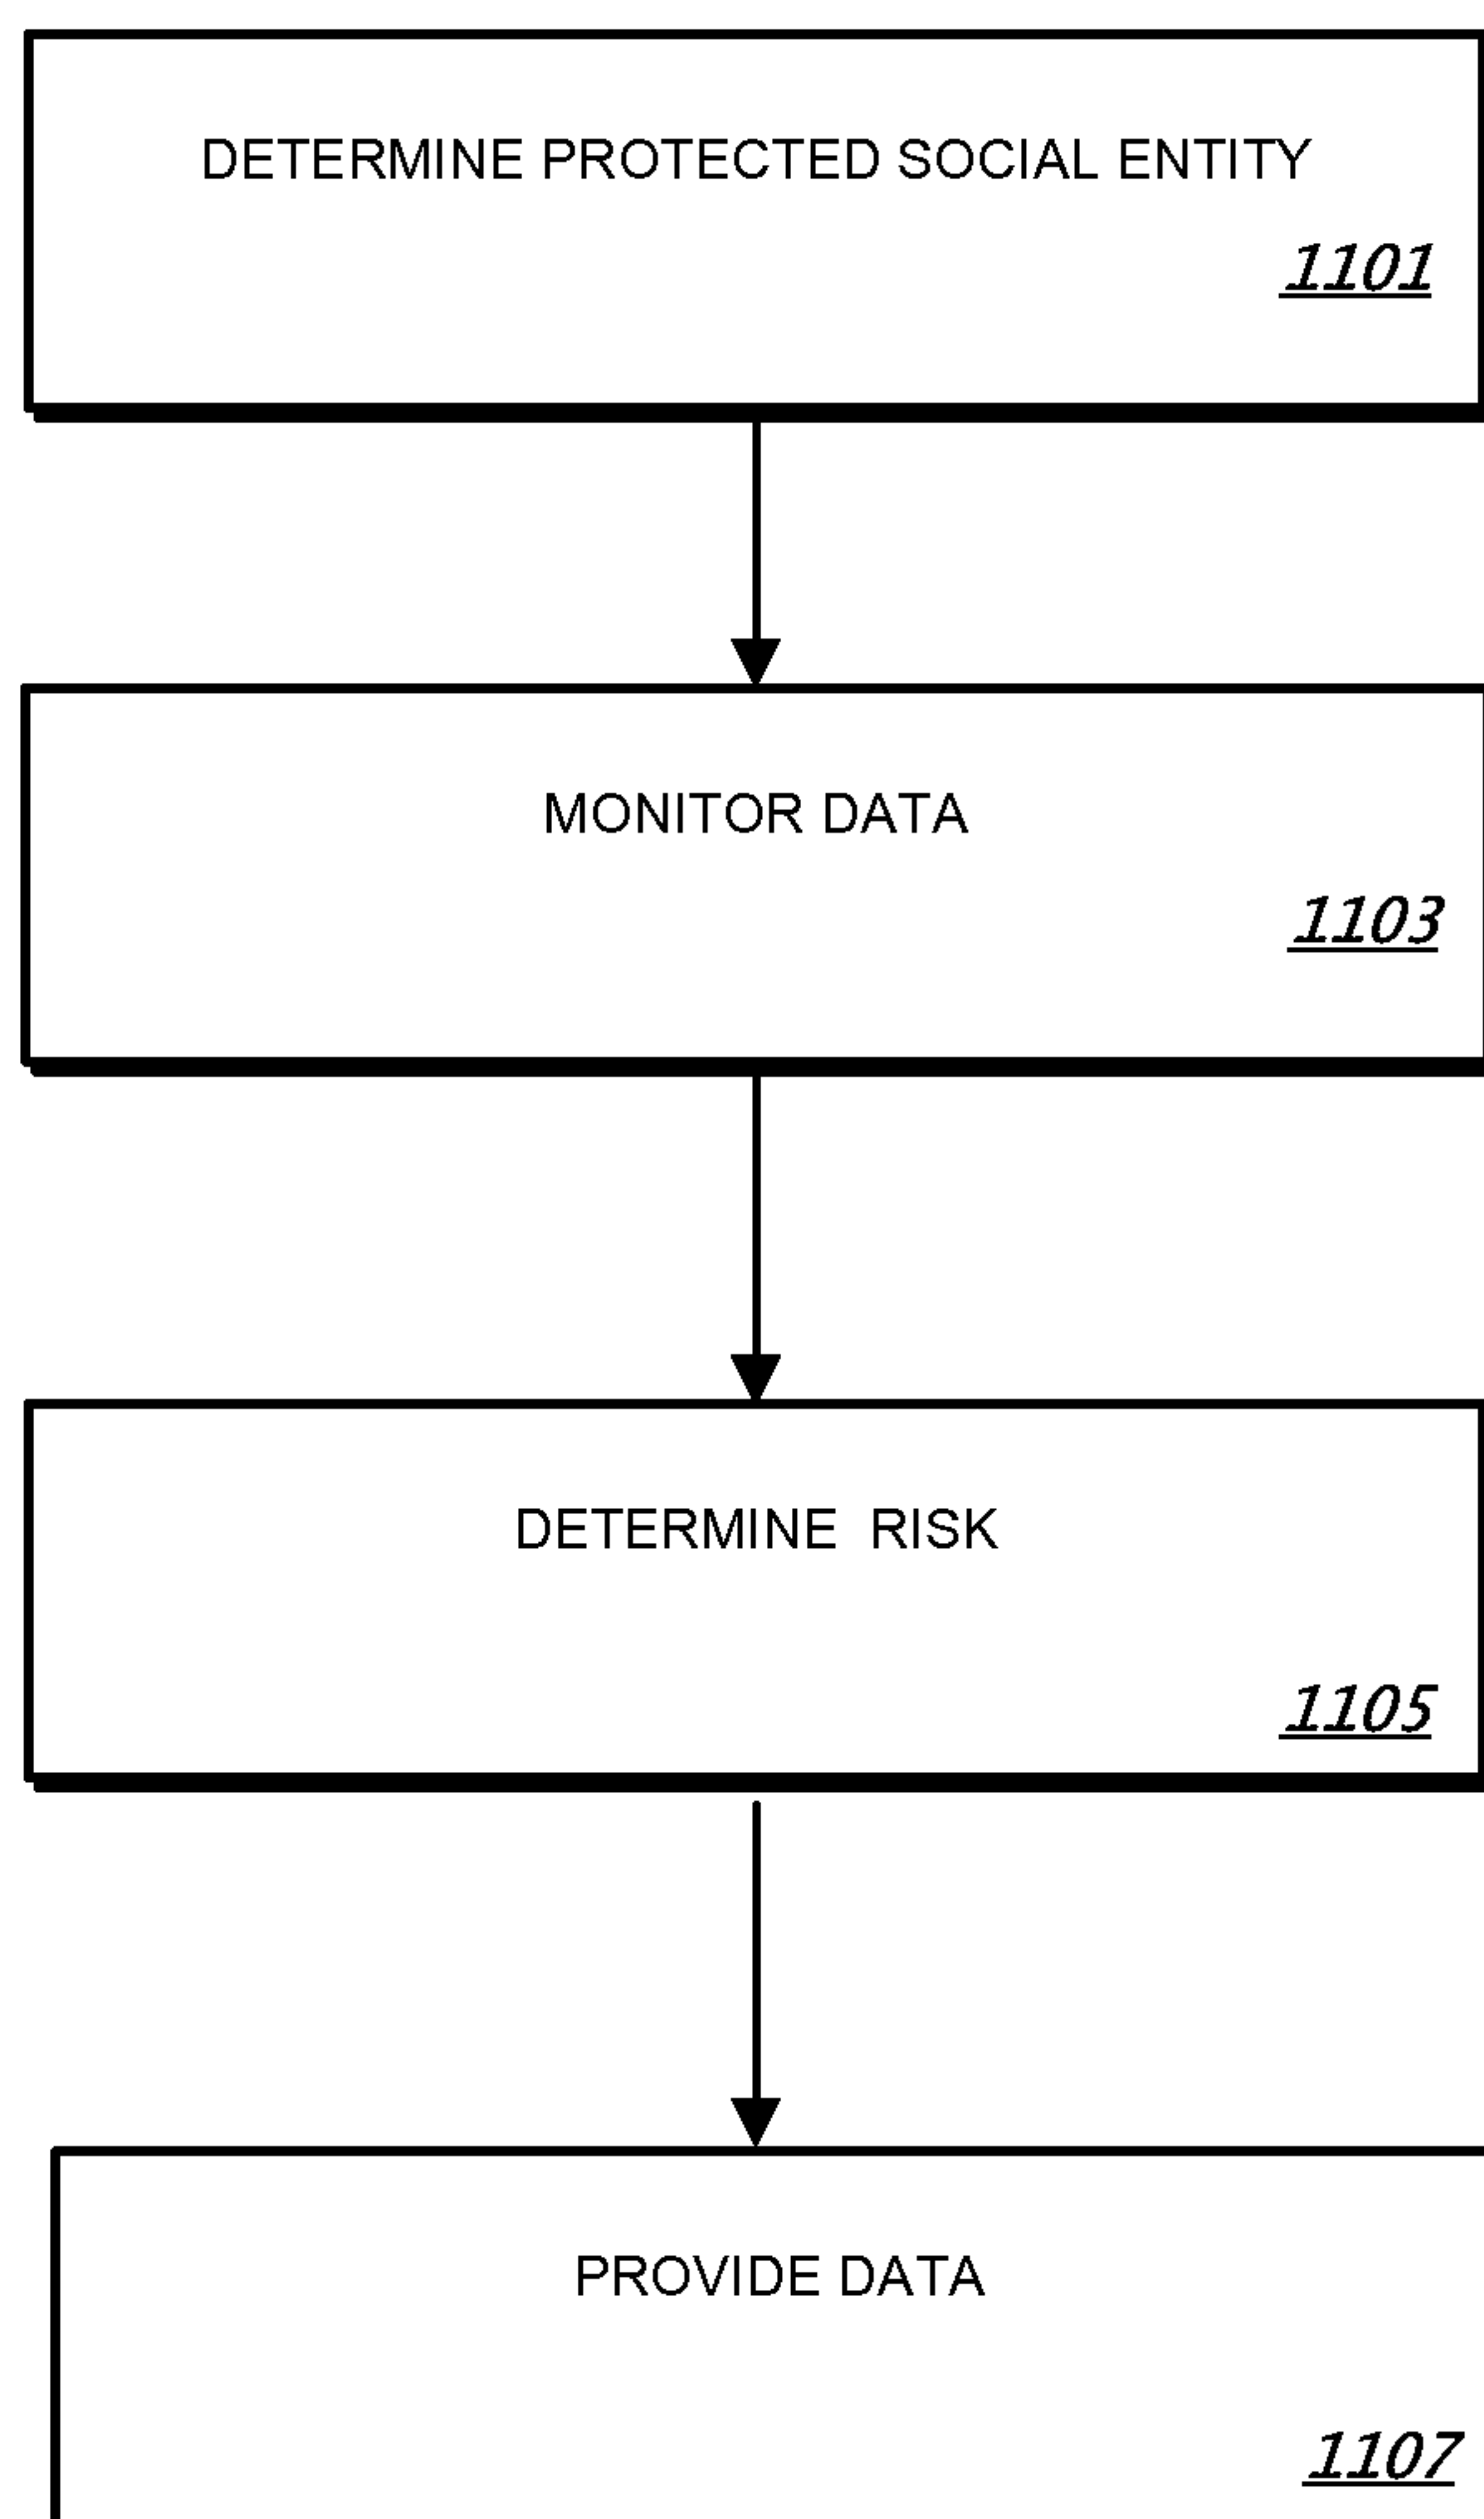 DETERMINE PROTECTED SOCIAL ENTITY
1101
MONITOR DATA
1103
DETERMINE RISK
1105
PROVIDE DATA
1107